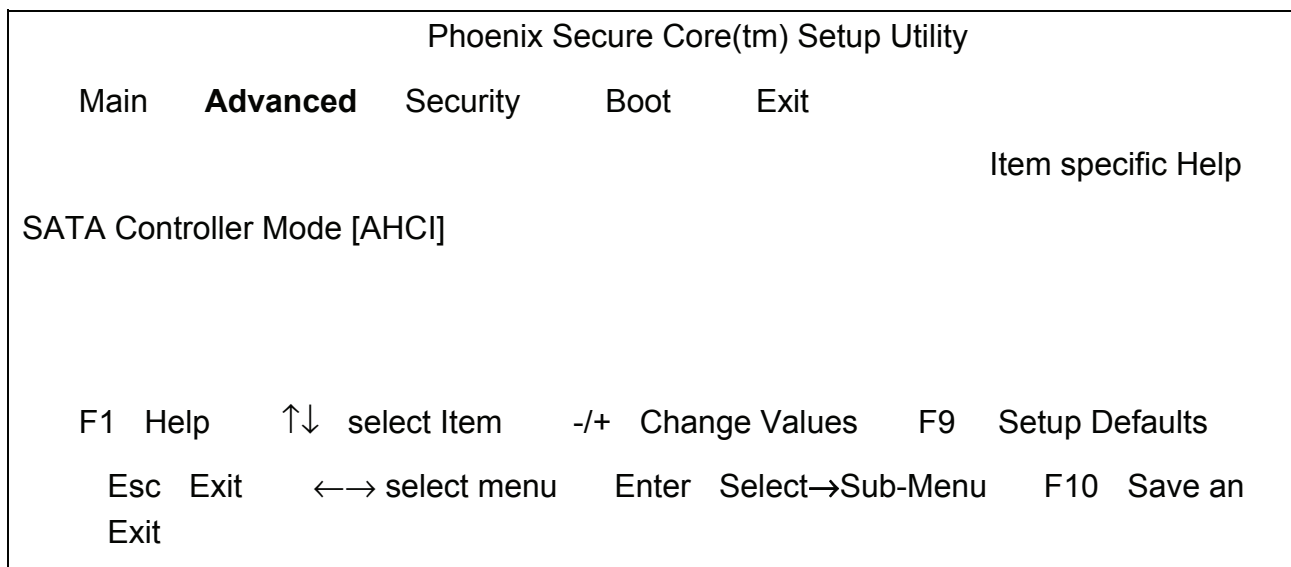 Phoenix Secure Core(tm) Setup Utility
Main Advanced Security Boot Exit
Item specific Help
SATA Controller Mode [AHCI]
F1 Help ↑↓ select Item -/+ Change Values F9 Setup Defaults
Esc Exit ←→ select menu Enter Select→Sub-Menu F10 Save an
Exit